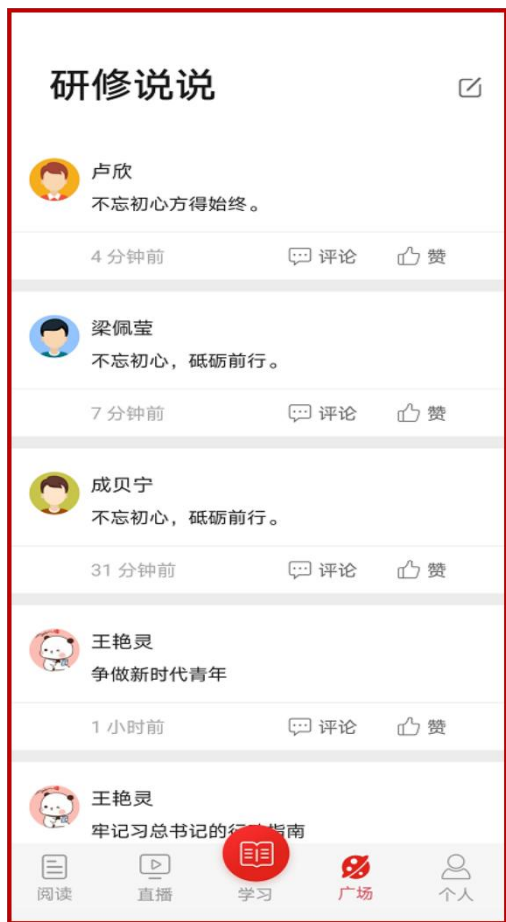 研修说说
卢欣
不忘初心方得始终。
4 分钟前 评论 赞
梁佩莹
不忘初心，砥砺前行。
7 分钟前 评论 赞
成贝宁
不忘初心，砥砺前行。
31 分钟前 评论 赞
王艳灵
争做新时代青年
1 小时前 评论 赞
王艳灵
牢记习总书记的行动指南
阅读 直播 学习 广场 个人